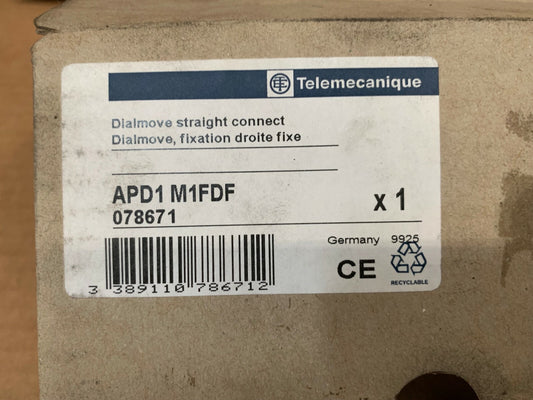 Telemecanique
Dialmove straight connect
Dialmove, fixation droite fixe
APD1 M1FDF
078671
x 1
Germany 9925
CE
RECYCLABLE
3 389110 786712